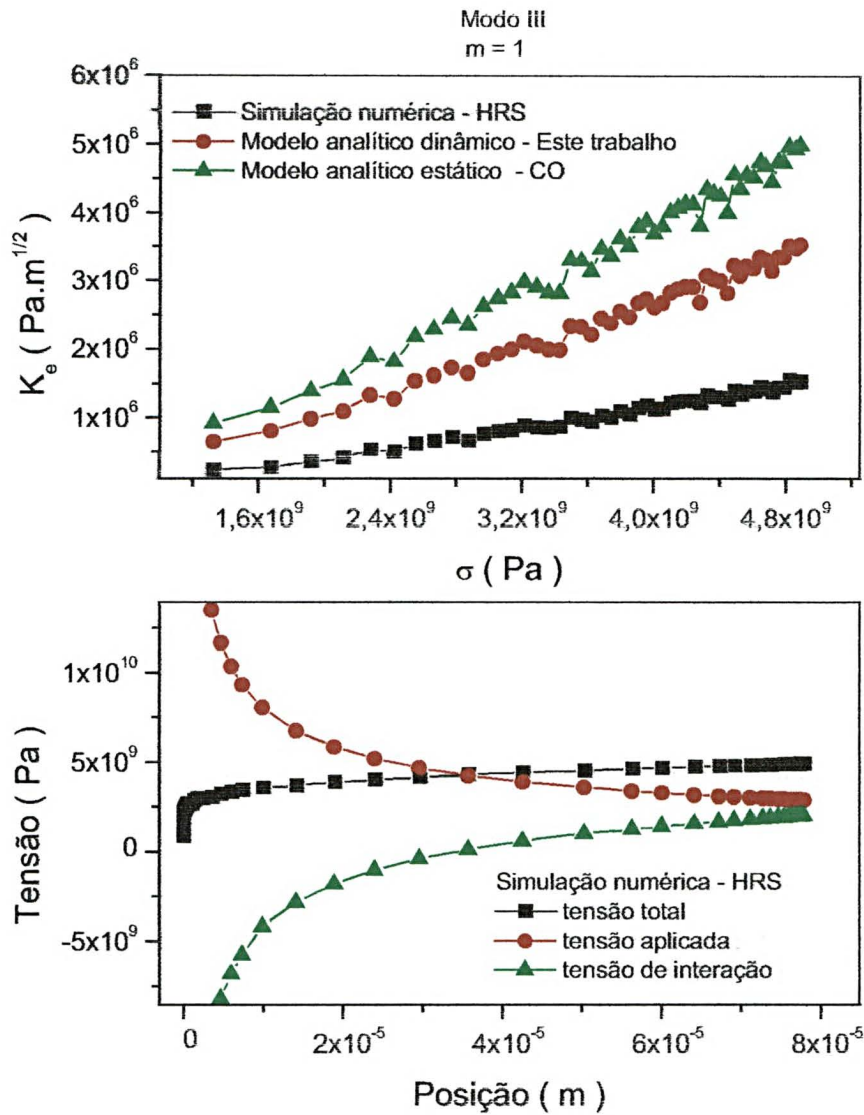 Modo III
m = 1
6x10⁶
5x10⁶
4x10⁶
3x10⁶
2x10⁶
1x10⁶
Kₑ ( Pa.m^1/2 )
Simulação numérica - HRS
Modelo analítico dinâmico - Este trabalho
Modelo analítico estático - CO
1,6x10⁹ 2,4x10⁹ 3,2x10⁹ 4,0x10⁹ 4,8x10⁹
σ ( Pa )
1x10¹⁰
5x10⁹
0
-5x10⁹
Tensão ( Pa )
Simulação numérica - HRS
tensão total
tensão aplicada
tensão de interação
0 2x10⁻⁵ 4x10⁻⁵ 6x10⁻⁵ 8x10⁻⁵
Posição ( m )